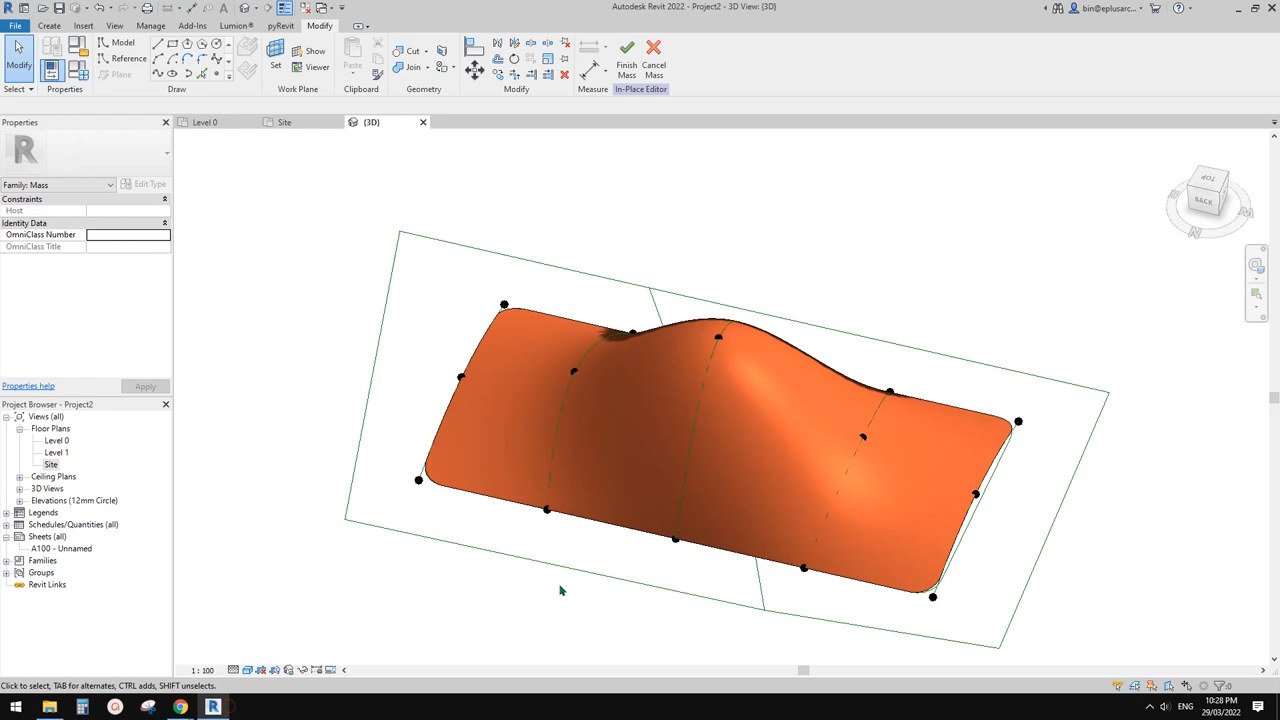 Autodesk Revit 2022 - Project2 - 3D View: {3D}
bin@eplusarc...
File Create Insert View Manage Add-Ins Lumion® pyRevit Modify
Modify
Select
Properties
Model
Reference
Plane
Draw
Set
Show
Viewer
Work Plane
Paste
Clipboard
Cut
Join
Geometry
Modify
Measure
Finish
Mass
Cancel
Mass
In-Place Editor
Properties
Level 0
Site
{3D}
Family: Mass
Edit Type
Constraints
Host
Identity Data
OmniClass Number
OmniClass Title
Properties help
Apply
Project Browser - Project2
Views (all)
Floor Plans
Level 0
Level 1
Site
Ceiling Plans
3D Views
Elevations (12mm Circle)
Legends
Schedules/Quantities (all)
Sheets (all)
A100 - Unnamed
Families
Groups
Revit Links
TOP
BACK
N
1 : 100
Click to select, TAB for alternates, CTRL adds, SHIFT unselects.
:0
ENG
10:28 PM
29/03/2022